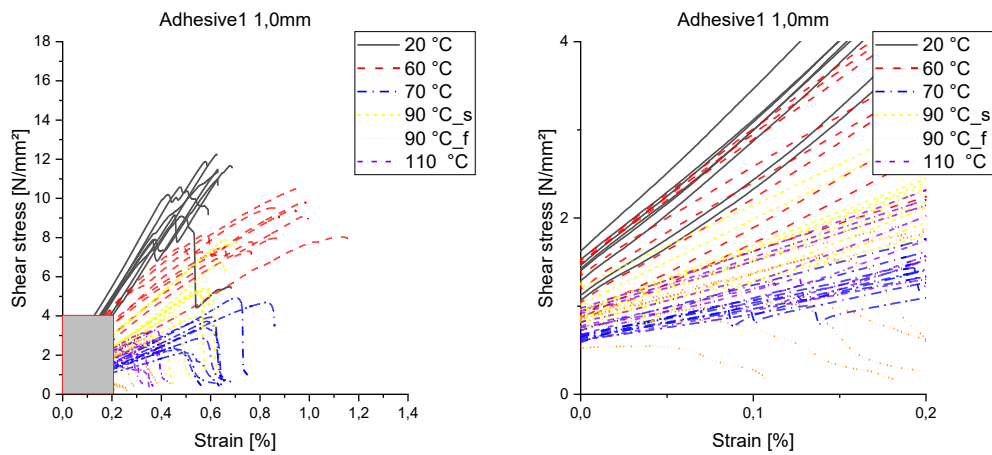 Adhesive1 1,0mm
Shear stress [N/mm²]
18
16
14
12
10
8
6
4
2
0
0,0 0,2 0,4 0,6 0,8 1,0 1,2 1,4
Strain [%]
20 °C
60 °C
70 °C
90 °C_s
90 °C_f
110 °C
Adhesive1 1,0mm
Shear stress [N/mm²]
4
2
0
0,0 0,1 0,2
Strain [%]
20 °C
60 °C
70 °C
90 °C_s
90 °C_f
110 °C